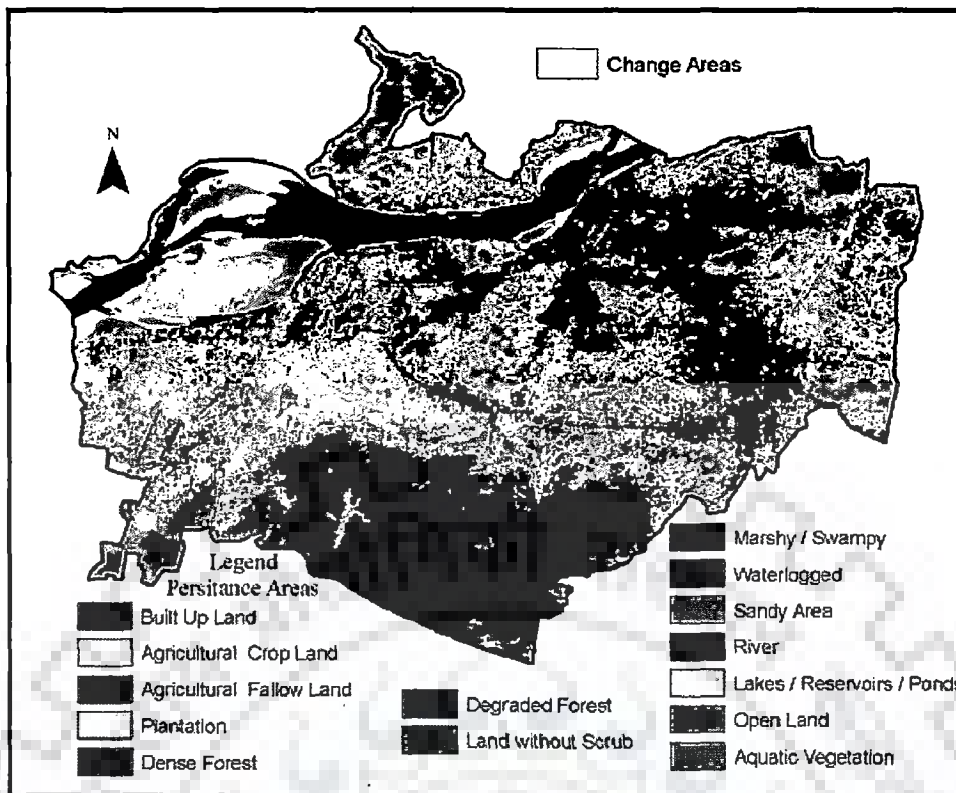 Change Areas
N
Legend
Persitance Areas
Built Up Land
Agricultural Crop Land
Agricultural Fallow Land
Plantation
Dense Forest
Degraded Forest
Land without Scrub
Marshy / Swampy
Waterlogged
Sandy Area
River
Lakes / Reservoirs / Ponds
Open Land
Aquatic Vegetation